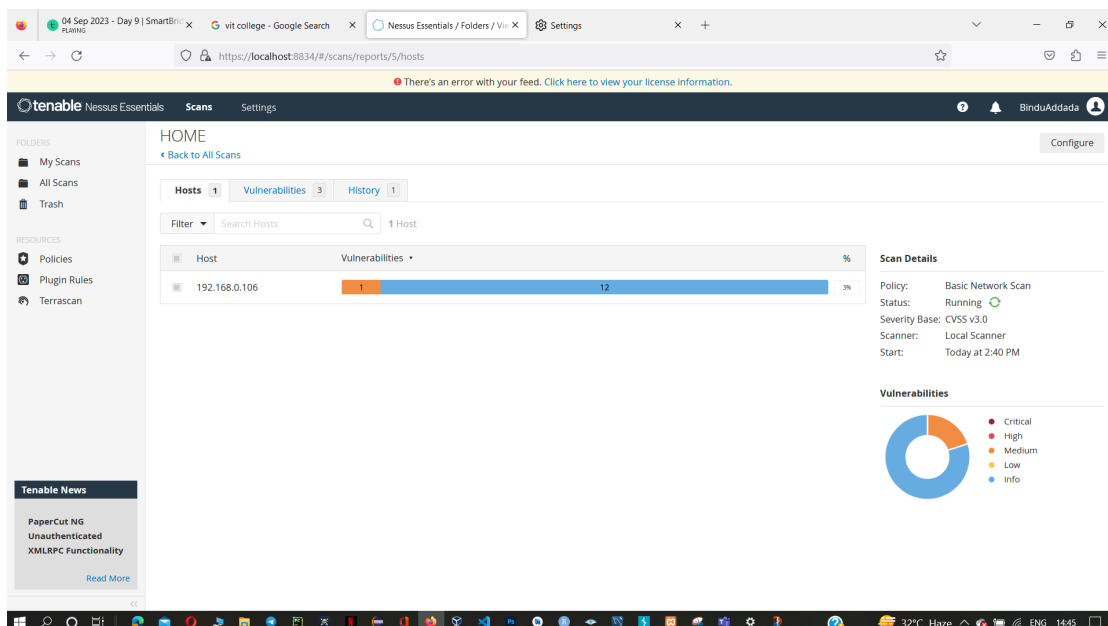 04 Sep 2023 - Day 9 | SmartBric
PLAYING
vit college - Google Search
Nessus Essentials / Folders / Vie
Settings
https://localhost:8834/#/scans/reports/5/hosts
There's an error with your feed. Click here to view your license information.
tenable Nessus Essentials
Scans
Settings
BinduAddada
FOLDERS
My Scans
All Scans
Trash
RESOURCES
Policies
Plugin Rules
Terrascan
HOME
Back to All Scans
Configure
Hosts 1
Vulnerabilities 3
History 1
Filter
Search Hosts
1 Host
Host
Vulnerabilities
%
192.168.0.106
1
12
3%
Scan Details
Policy: Basic Network Scan
Status: Running
Severity Base: CVSS v3.0
Scanner: Local Scanner
Start: Today at 2:40 PM
Vulnerabilities
Critical
High
Medium
Low
Info
Tenable News
PaperCut NG
Unauthenticated
XMLRPC Functionality
Read More
32°C Haze
ENG
14:45